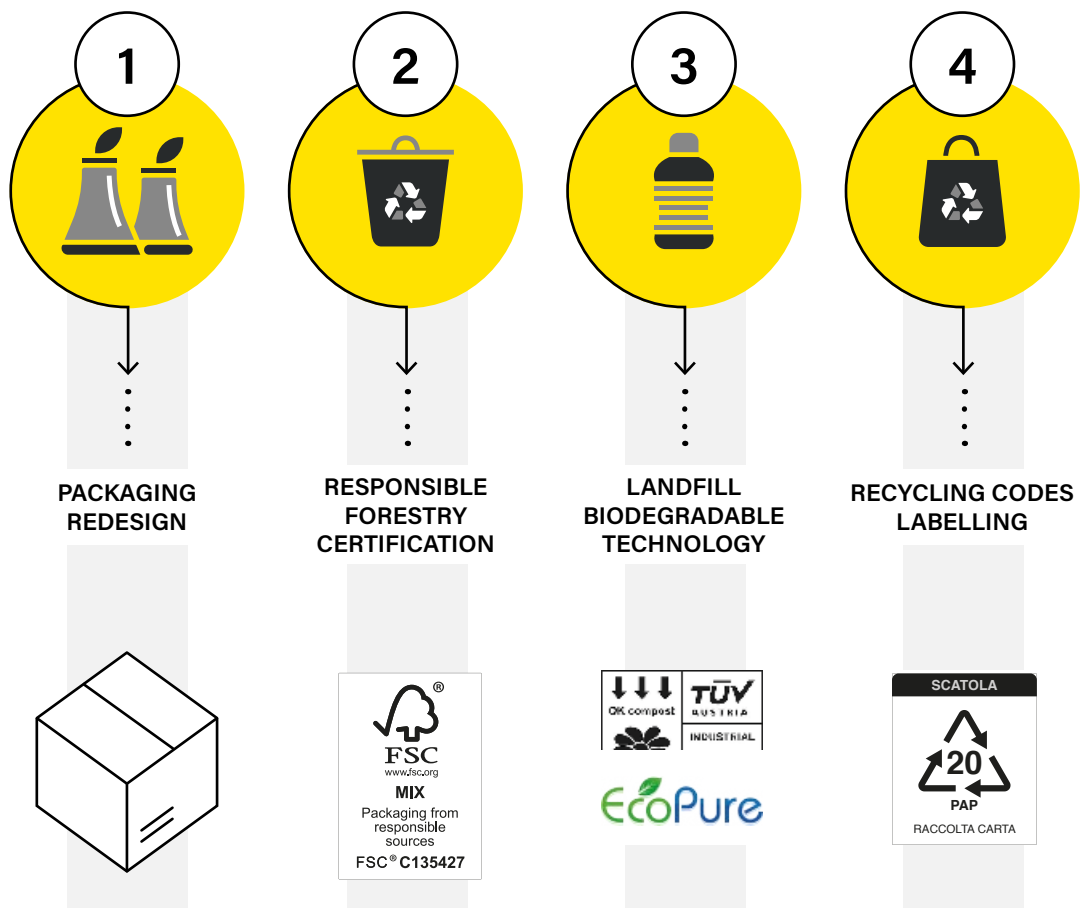 1
2
3
4
PACKAGING
REDESIGN
RESPONSIBLE
FORESTRY
CERTIFICATION
LANDFILL
BIODEGRADABLE
TECHNOLOGY
RECYCLING CODES
LABELLING
®
FSC
www.fsc.org
MIX
Packaging from
responsible
sources
FSC® C135427
OK compost
TÜV
AUSTRIA
INDUSTRIAL
EcoPure
SCATOLA
20
PAP
RACCOLTA CARTA